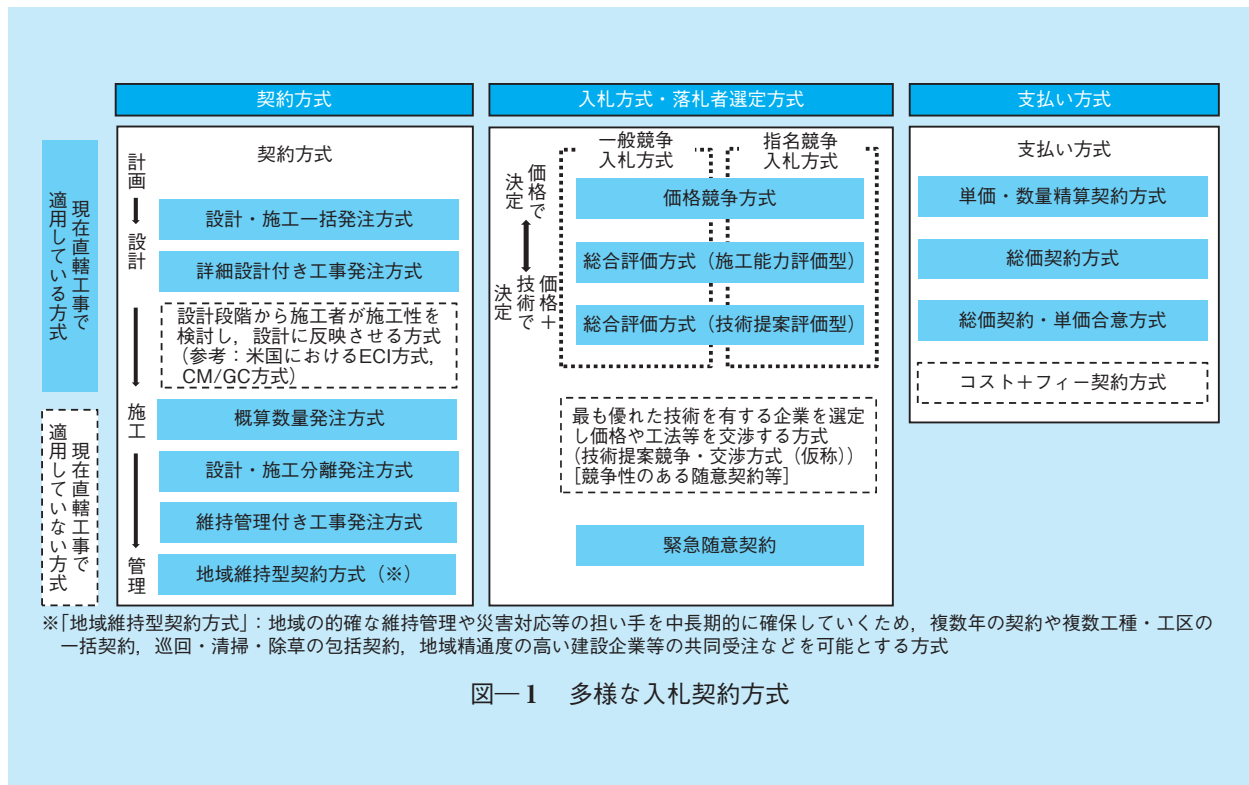 契約方式
入札方式・落札者選定方式
支払い方式
現在直轄工事で
適用している方式
現在直轄工事で
適用していない方式
計画
設計
施工
管理
契約方式
設計・施工一括発注方式
詳細設計付き工事発注方式
設計段階から施工者が施工性を
検討し，設計に反映させる方式
（参考：米国におけるECI方式，
CM/GC方式）
概算数量発注方式
設計・施工分離発注方式
維持管理付き工事発注方式
地域維持型契約方式（※）
価格で
決定
価格＋
技術で
決定
一般競争
入札方式
指名競争
入札方式
価格競争方式
総合評価方式（施工能力評価型）
総合評価方式（技術提案評価型）
最も優れた技術を有する企業を選定
し価格や工法等を交渉する方式
（技術提案競争・交渉方式（仮称））
［競争性のある随意契約等］
緊急随意契約
支払い方式
単価・数量精算契約方式
総価契約方式
総価契約・単価合意方式
コスト＋フィー契約方式
※「地域維持型契約方式」：地域の的確な維持管理や災害対応等の担い手を中長期的に確保していくため，複数年の契約や複数工種・工区の
一括契約，巡回・清掃・除草の包括契約，地域精通度の高い建設企業等の共同受注などを可能とする方式
図―1　多様な入札契約方式